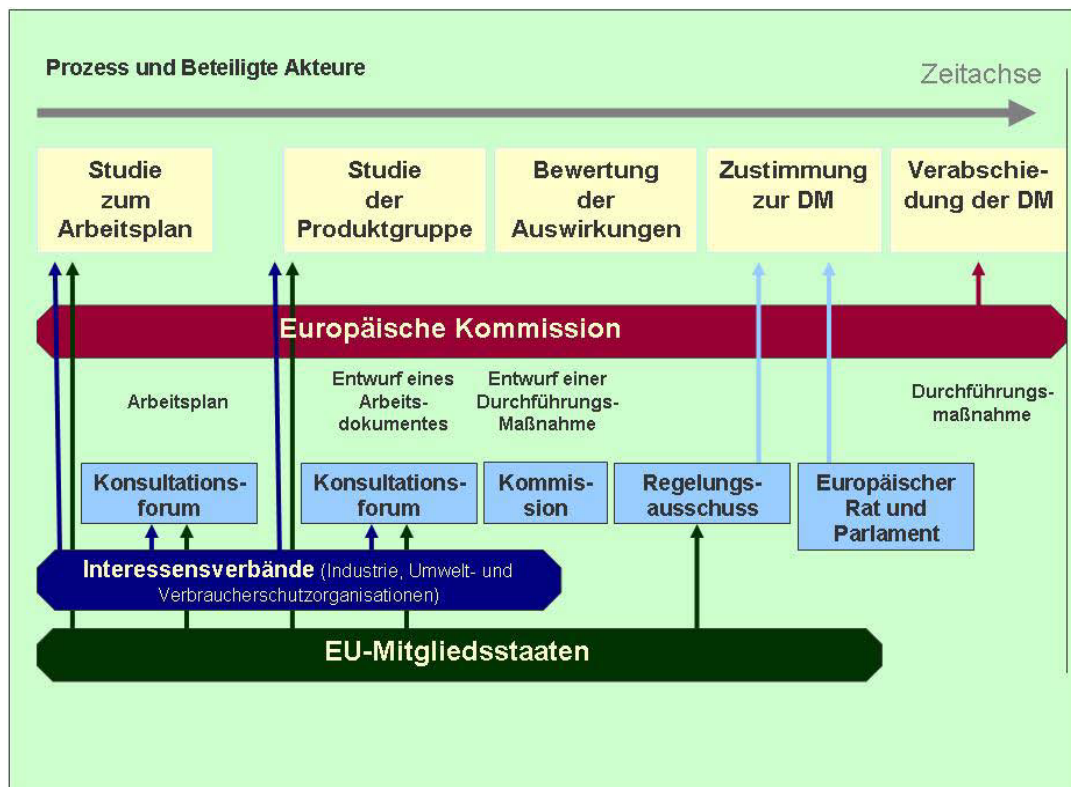 Prozess und Beteiligte Akteure
Zeitachse
Studie
zum
Arbeitsplan
Studie
der
Produktgruppe
Bewertung
der
Auswirkungen
Zustimmung
zur DM
Verabschie-
dung der DM
Europäische Kommission
Arbeitsplan
Entwurf eines
Arbeits-
dokumentes
Entwurf einer
Durchführungs-
Maßnahme
Durchführungs-
maßnahme
Konsultations-
forum
Konsultations-
forum
Kommis-
sion
Regelungs-
ausschuss
Europäischer
Rat und
Parlament
Interessensverbände (Industrie, Umwelt- und
Verbraucherschutzorganisationen)
EU-Mitgliedsstaaten